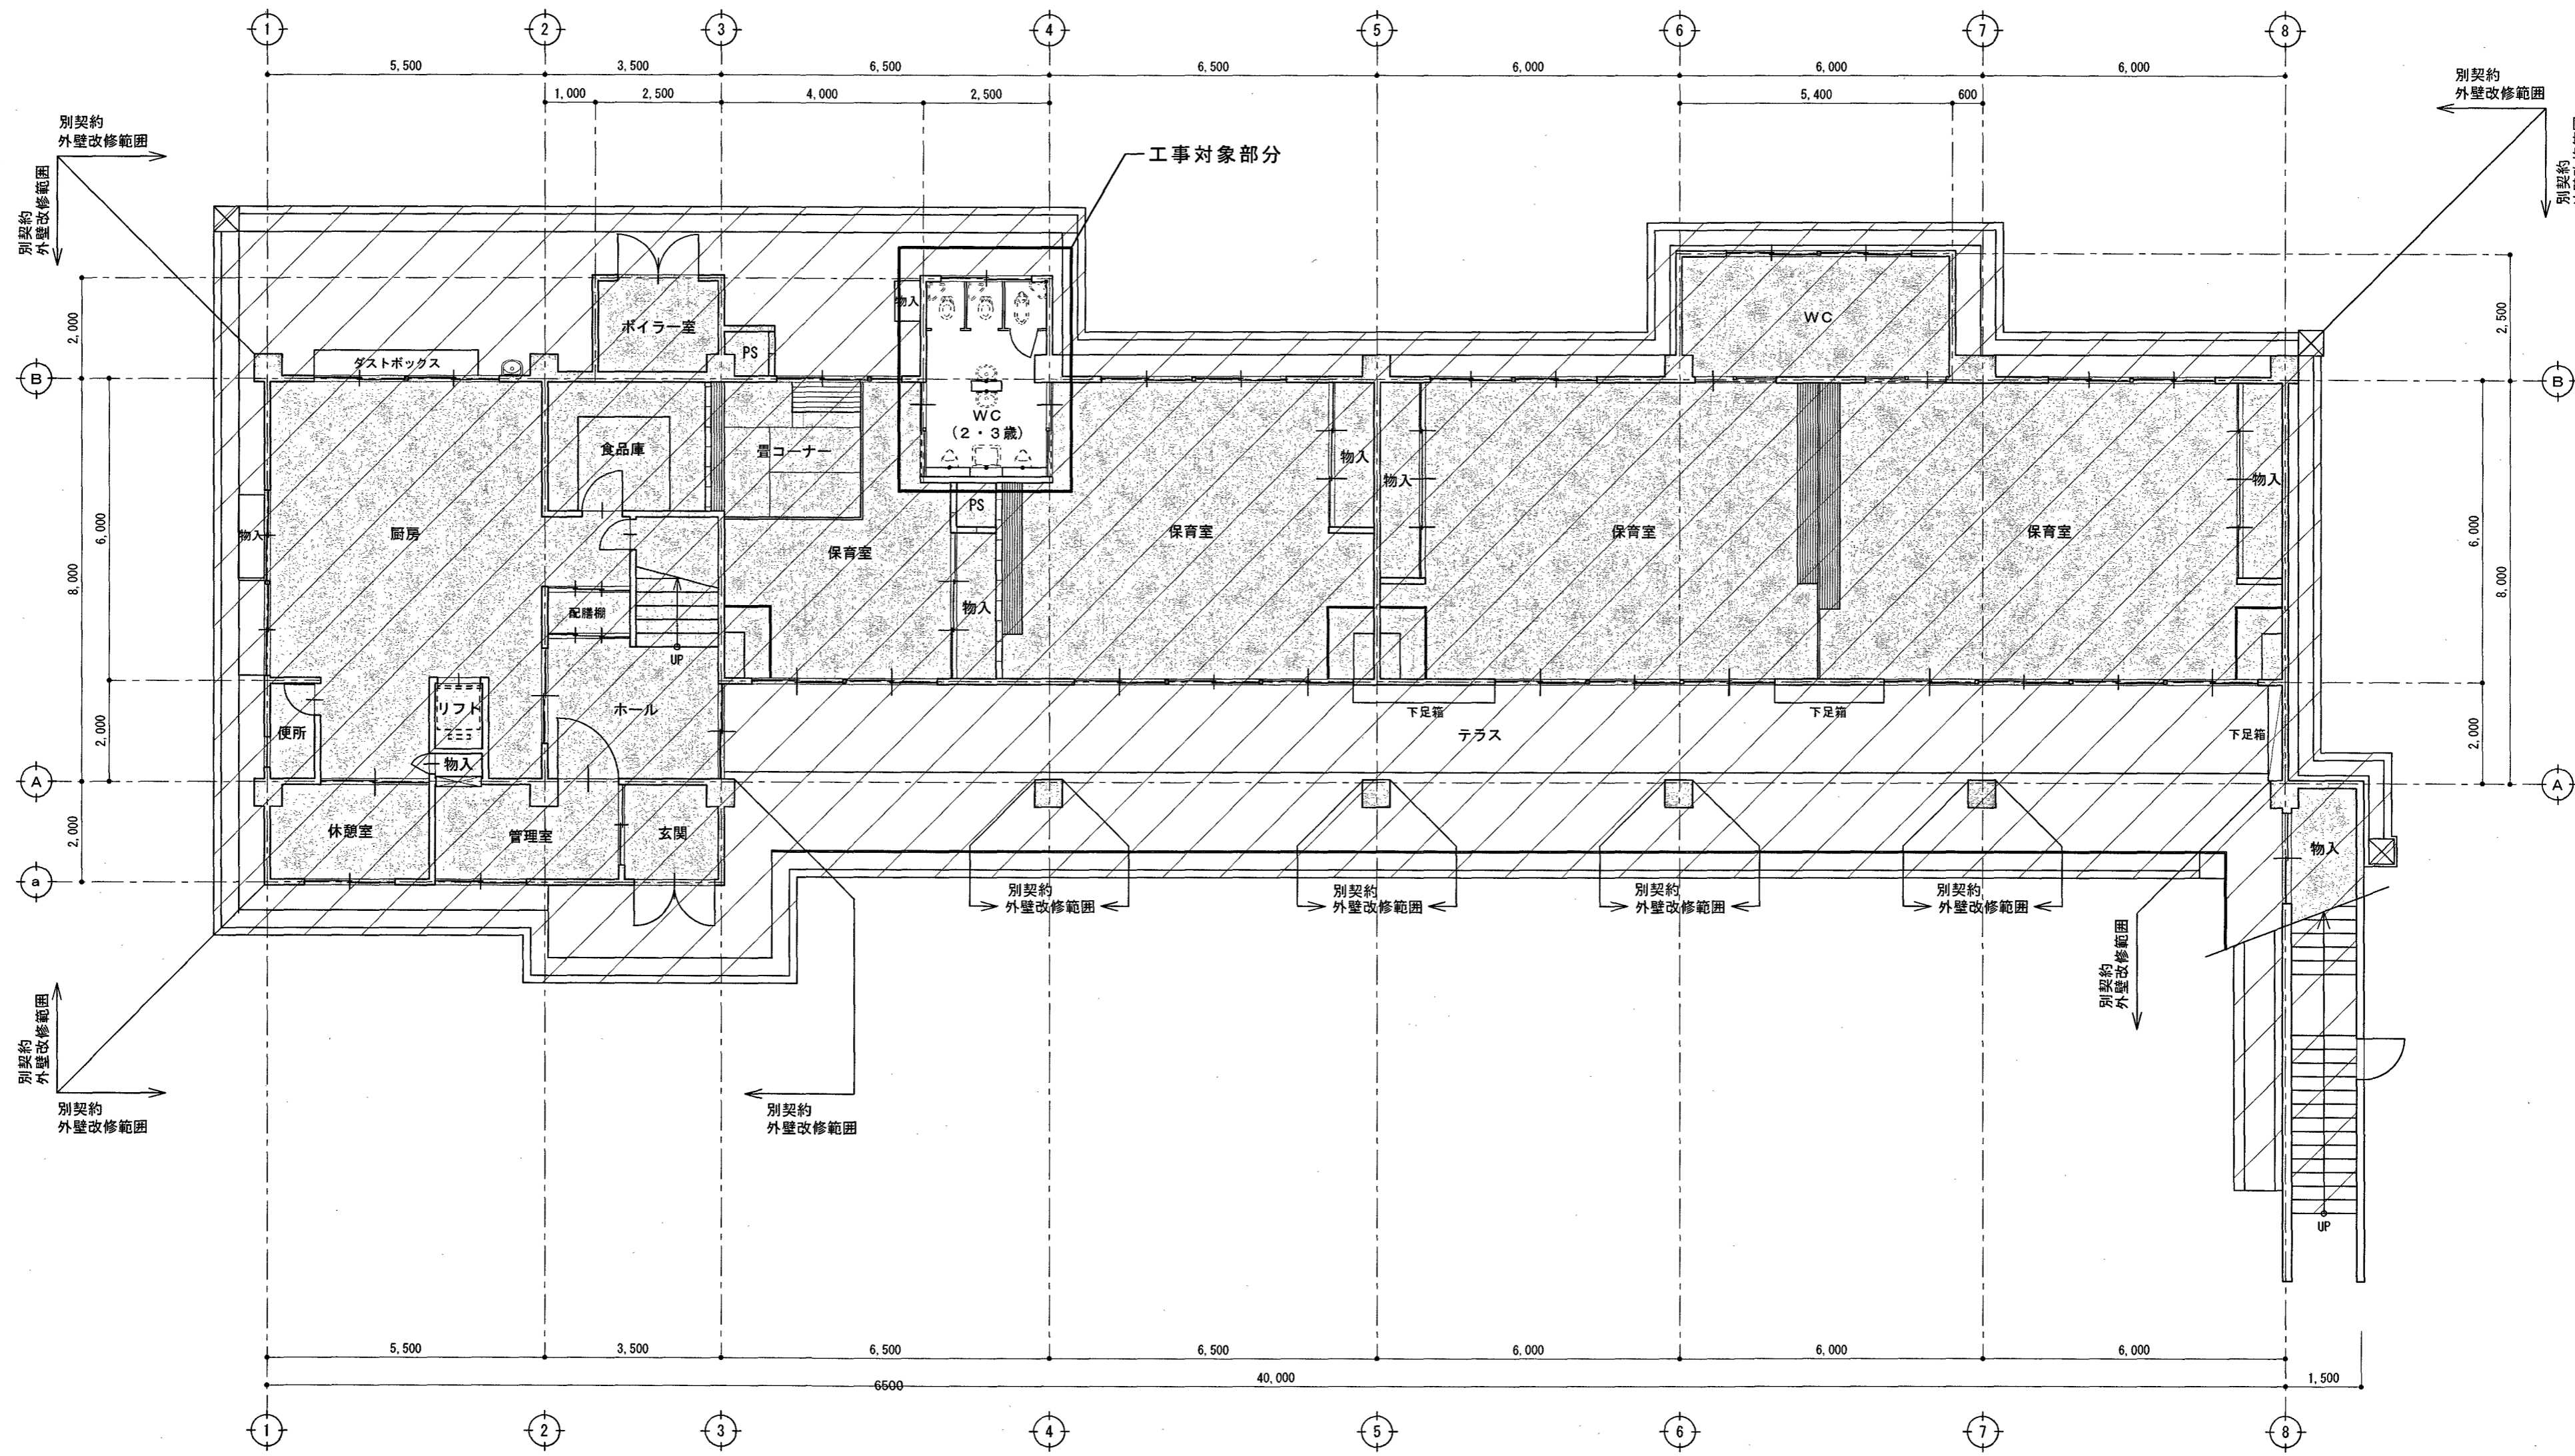 1
2
3
4
5
6
7
8
5,500
3,500
6,500
6,500
6,000
6,000
6,000
1,000
2,500
4,000
2,500
5,400
600
別契約
外壁改修範囲
別契約
外壁改修範囲
別契約
外壁改修範囲
別契約
工事対象部分
2,000
ボイラー室
物入
WC
2,500
PS
ダストボックス
B
B
WC
(2・3歳)
食品庫
畳コーナー
物入
物入
物入
PS
6,000
8,000
物入
厨房
保育室
保育室
保育室
保育室
6,000
8,000
配膳棚
物入
UP
リフト
ホール
便所
下足箱
下足箱
テラス
下足箱
2,000
2,000
物入
A
A
2,000
休憩室
管理室
玄関
物入
a
別契約
外壁改修範囲
別契約
外壁改修範囲
別契約
外壁改修範囲
別契約
外壁改修範囲
別契約
外壁改修範囲
別契約
外壁改修範囲
別契約
外壁改修範囲
別契約
外壁改修範囲
UP
5,500
3,500
6,500
6,500
6,000
6,000
6,000
6500
40,000
1,500
1
2
3
4
5
6
7
8